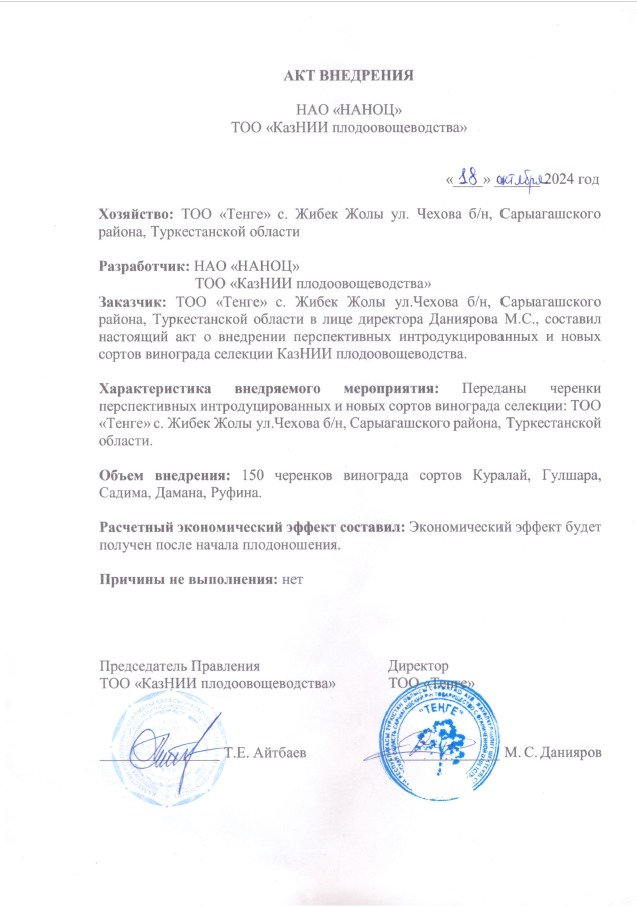 АКТ ВНЕДРЕНИЯ
НАО «НАНОЦ»
ТОО «КазНИИ плодоовощеводства»
«18» октября 2024 год
Хозяйство: ТОО «Тенге» с. Жибек Жолы ул. Чехова б/н, Сарыагашского
района, Туркестанской области
Разработчик: НАО «НАНОЦ»
ТОО «КазНИИ плодоовощеводства»
Заказчик: ТОО «Тенге» с. Жибек Жолы ул.Чехова б/н, Сарыагашского
района, Туркестанской области в лице директора Даниярова М.С., составил
настоящий акт о внедрении перспективных интродукцированных и новых
сортов винограда селекции КазНИИ плодоовощеводства.
Характеристика внедряемого мероприятия: Переданы черенки
перспективных интродуцированных и новых сортов винограда селекции: ТОО
«Тенге» с. Жибек Жолы ул.Чехова б/н, Сарыагашского района, Туркестанской
области.
Объем внедрения: 150 черенков винограда сортов Куралай, Гулшара,
Садима, Дамана, Руфина.
Расчетный экономический эффект составил: Экономический эффект будет
получен после начала плодоношения.
Причины не выполнения: нет
Председатель Правления
ТОО «КазНИИ плодоовощеводства»
Т.Е. Айтбаев
Директор
ТОО «Тенге»
"ТЕҢГЕ"
М. С. Данияров